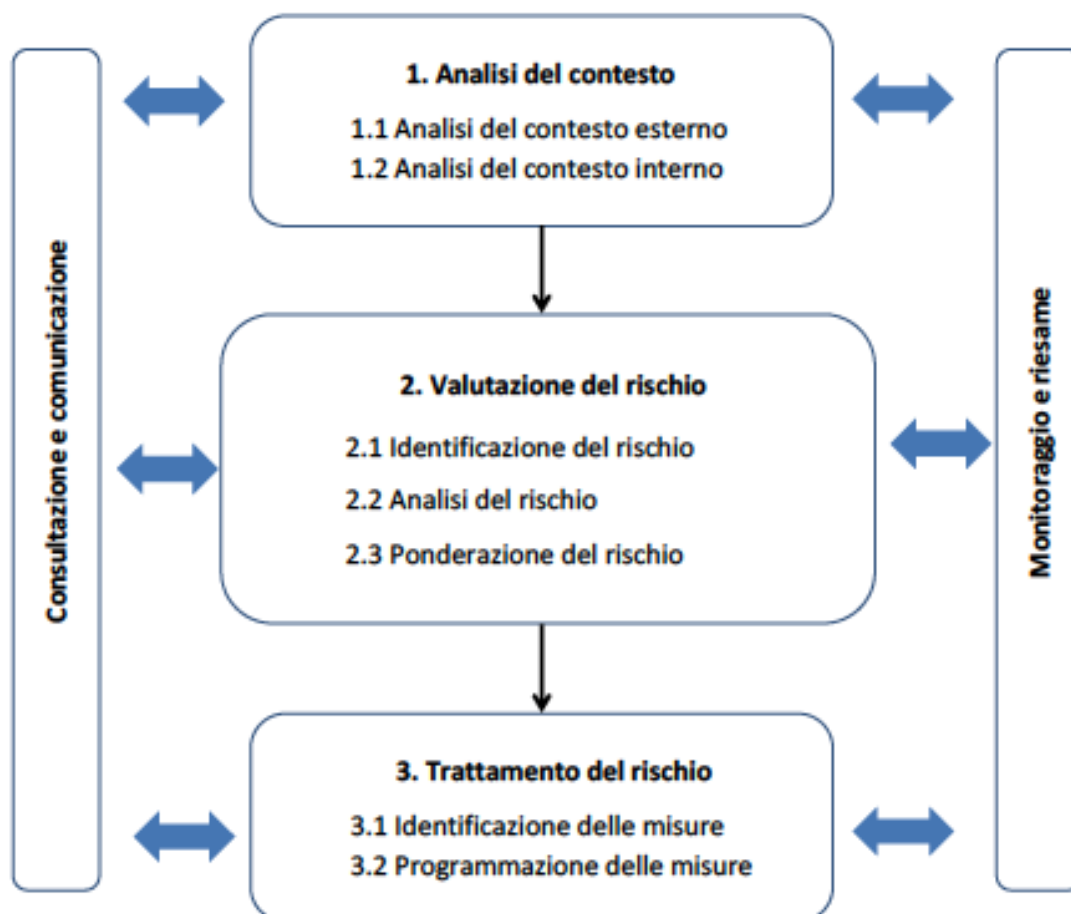 Consultazione e comunicazione
1. Analisi del contesto
1.1 Analisi del contesto esterno
1.2 Analisi del contesto interno
2. Valutazione del rischio
2.1 Identificazione del rischio
2.2 Analisi del rischio
2.3 Ponderazione del rischio
3. Trattamento del rischio
3.1 Identificazione delle misure
3.2 Programmazione delle misure
Monitoraggio e riesame